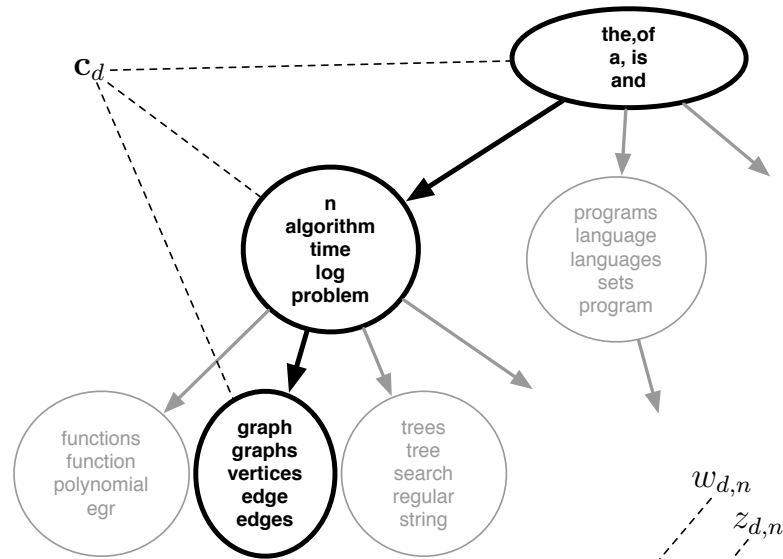 the,of
a, is
and
c_d
n
algorithm
time
log
problem
programs
language
languages
sets
program
functions
function
polynomial
egr
graph
graphs
vertices
edge
edges
trees
tree
search
regular
string
w_{d,n}
z_{d,n}